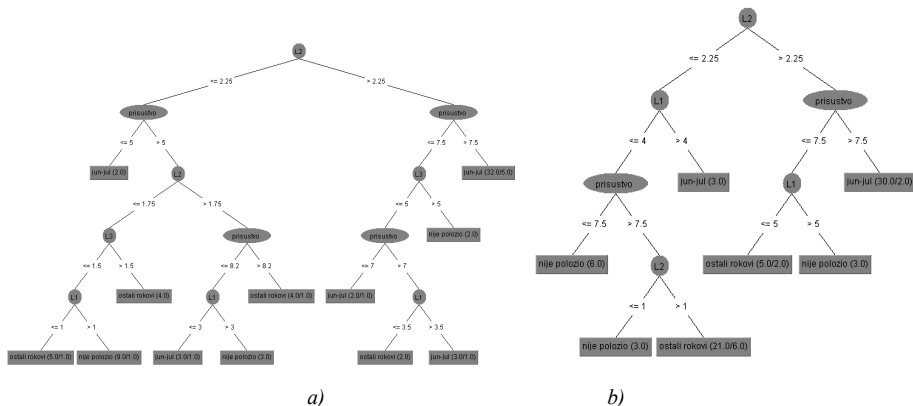 L2
<= 2.25 > 2.25
prisustvo prisustvo
<= 5 > 5 <= 7.5 > 7.5
jun-jul (2.0) L2 L3 jun-jul (32.0/5.0)
<= 1.75 > 1.75 <= 5 > 5
L3 prisustvo prisustvo nije polozio (2.0)
<= 1.5 > 1.5 <= 8.2 > 8.2 <= 7 > 7
L1 ostali rokovi (4.0) L1 ostali rokovi (4.0/1.0) jun-jul (2.0/1.0) L1
<= 1 > 1 <= 3 > 3 <= 3.5 > 3.5
ostali rokovi (5.0/1.0) nije polozio (9.0/1.0) jun-jul (3.0/1.0) nije polozio (3.0) ostali rokovi (2.0) jun-jul (3.0/1.0)
a)
L2
<= 2.25 > 2.25
L1 prisustvo
<= 4 > 4 <= 7.5 > 7.5
prisustvo jun-jul (3.0) L1 jun-jul (30.0/2.0)
<= 7.5 > 7.5 <= 5 > 5
nije polozio (6.0) L2 ostali rokovi (5.0/2.0) nije polozio (3.0)
<= 1 > 1
nije polozio (3.0) ostali rokovi (21.0/6.0)
b)